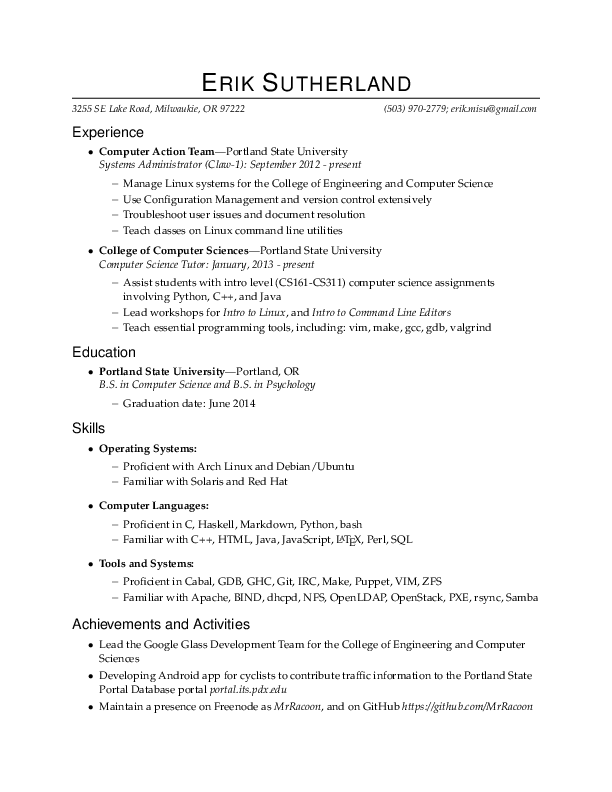 ERIK SUTHERLAND
3255 SE Lake Road, Milwaukie, OR 97222 (503) 970-2779; erik.misu@gmail.com
Experience
• Computer Action Team—Portland State University
Systems Administrator (Claw-1): September 2012 - present
– Manage Linux systems for the College of Engineering and Computer Science
– Use Configuration Management and version control extensively
– Troubleshoot user issues and document resolution
– Teach classes on Linux command line utilities
• College of Computer Sciences—Portland State University
Computer Science Tutor: January, 2013 - present
– Assist students with intro level (CS161-CS311) computer science assignments
involving Python, C++, and Java
– Lead workshops for Intro to Linux, and Intro to Command Line Editors
– Teach essential programming tools, including: vim, make, gcc, gdb, valgrind
Education
• Portland State University—Portland, OR
B.S. in Computer Science and B.S. in Psychology
– Graduation date: June 2014
Skills
• Operating Systems:
– Proficient with Arch Linux and Debian/Ubuntu
– Familiar with Solaris and Red Hat
• Computer Languages:
– Proficient in C, Haskell, Markdown, Python, bash
– Familiar with C++, HTML, Java, JavaScript, LATEX, Perl, SQL
• Tools and Systems:
– Proficient in Cabal, GDB, GHC, Git, IRC, Make, Puppet, VIM, ZFS
– Familiar with Apache, BIND, dhcpd, NFS, OpenLDAP, OpenStack, PXE, rsync, Samba
Achievements and Activities
• Lead the Google Glass Development Team for the College of Engineering and Computer
Sciences
• Developing Android app for cyclists to contribute traffic information to the Portland State
Portal Database portal portal.its.pdx.edu
• Maintain a presence on Freenode as MrRacoon, and on GitHub https://github.com/MrRacoon